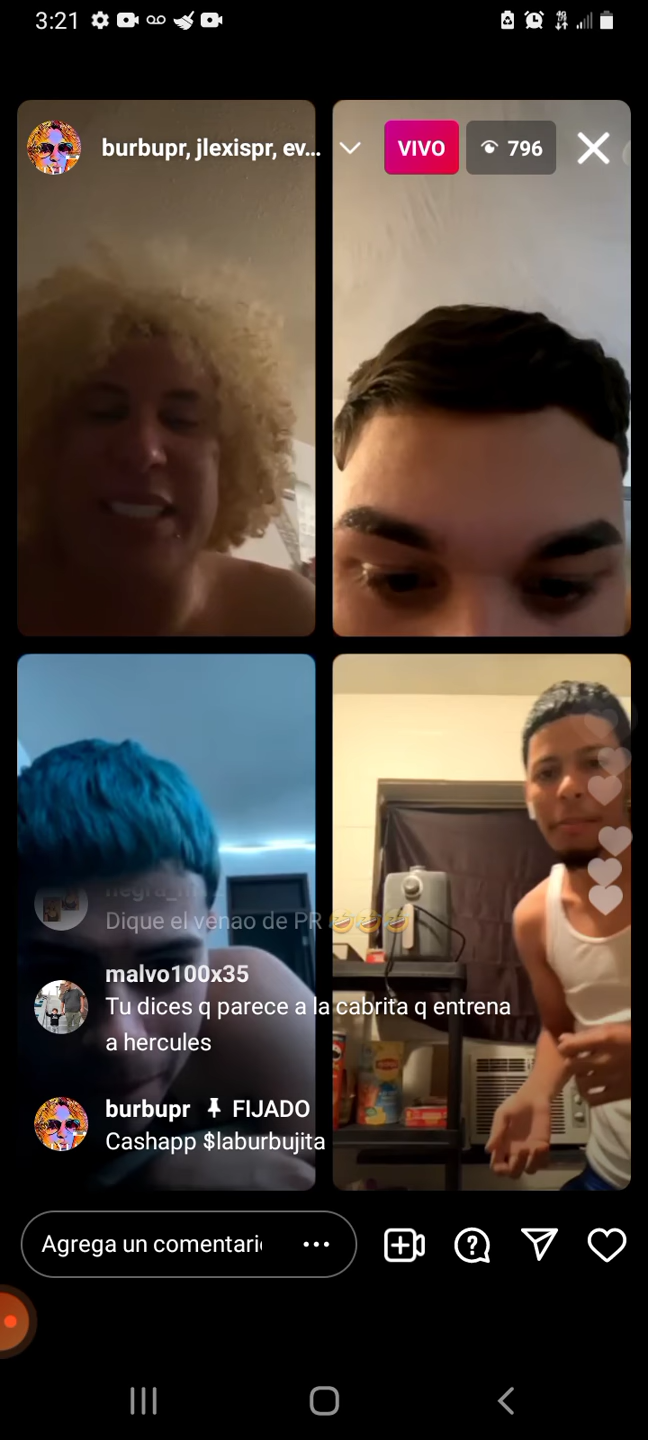 3:21
burbupr, jlexispr, ev...
VIVO
796
Dique el venao de PR 🤣🤣🤣
malvo100x35
Tu dices q parece a la cabrita q entrena
a hercules
burbupr 📌 FIJADO
Cashapp $laburbujita
Agrega un comentari